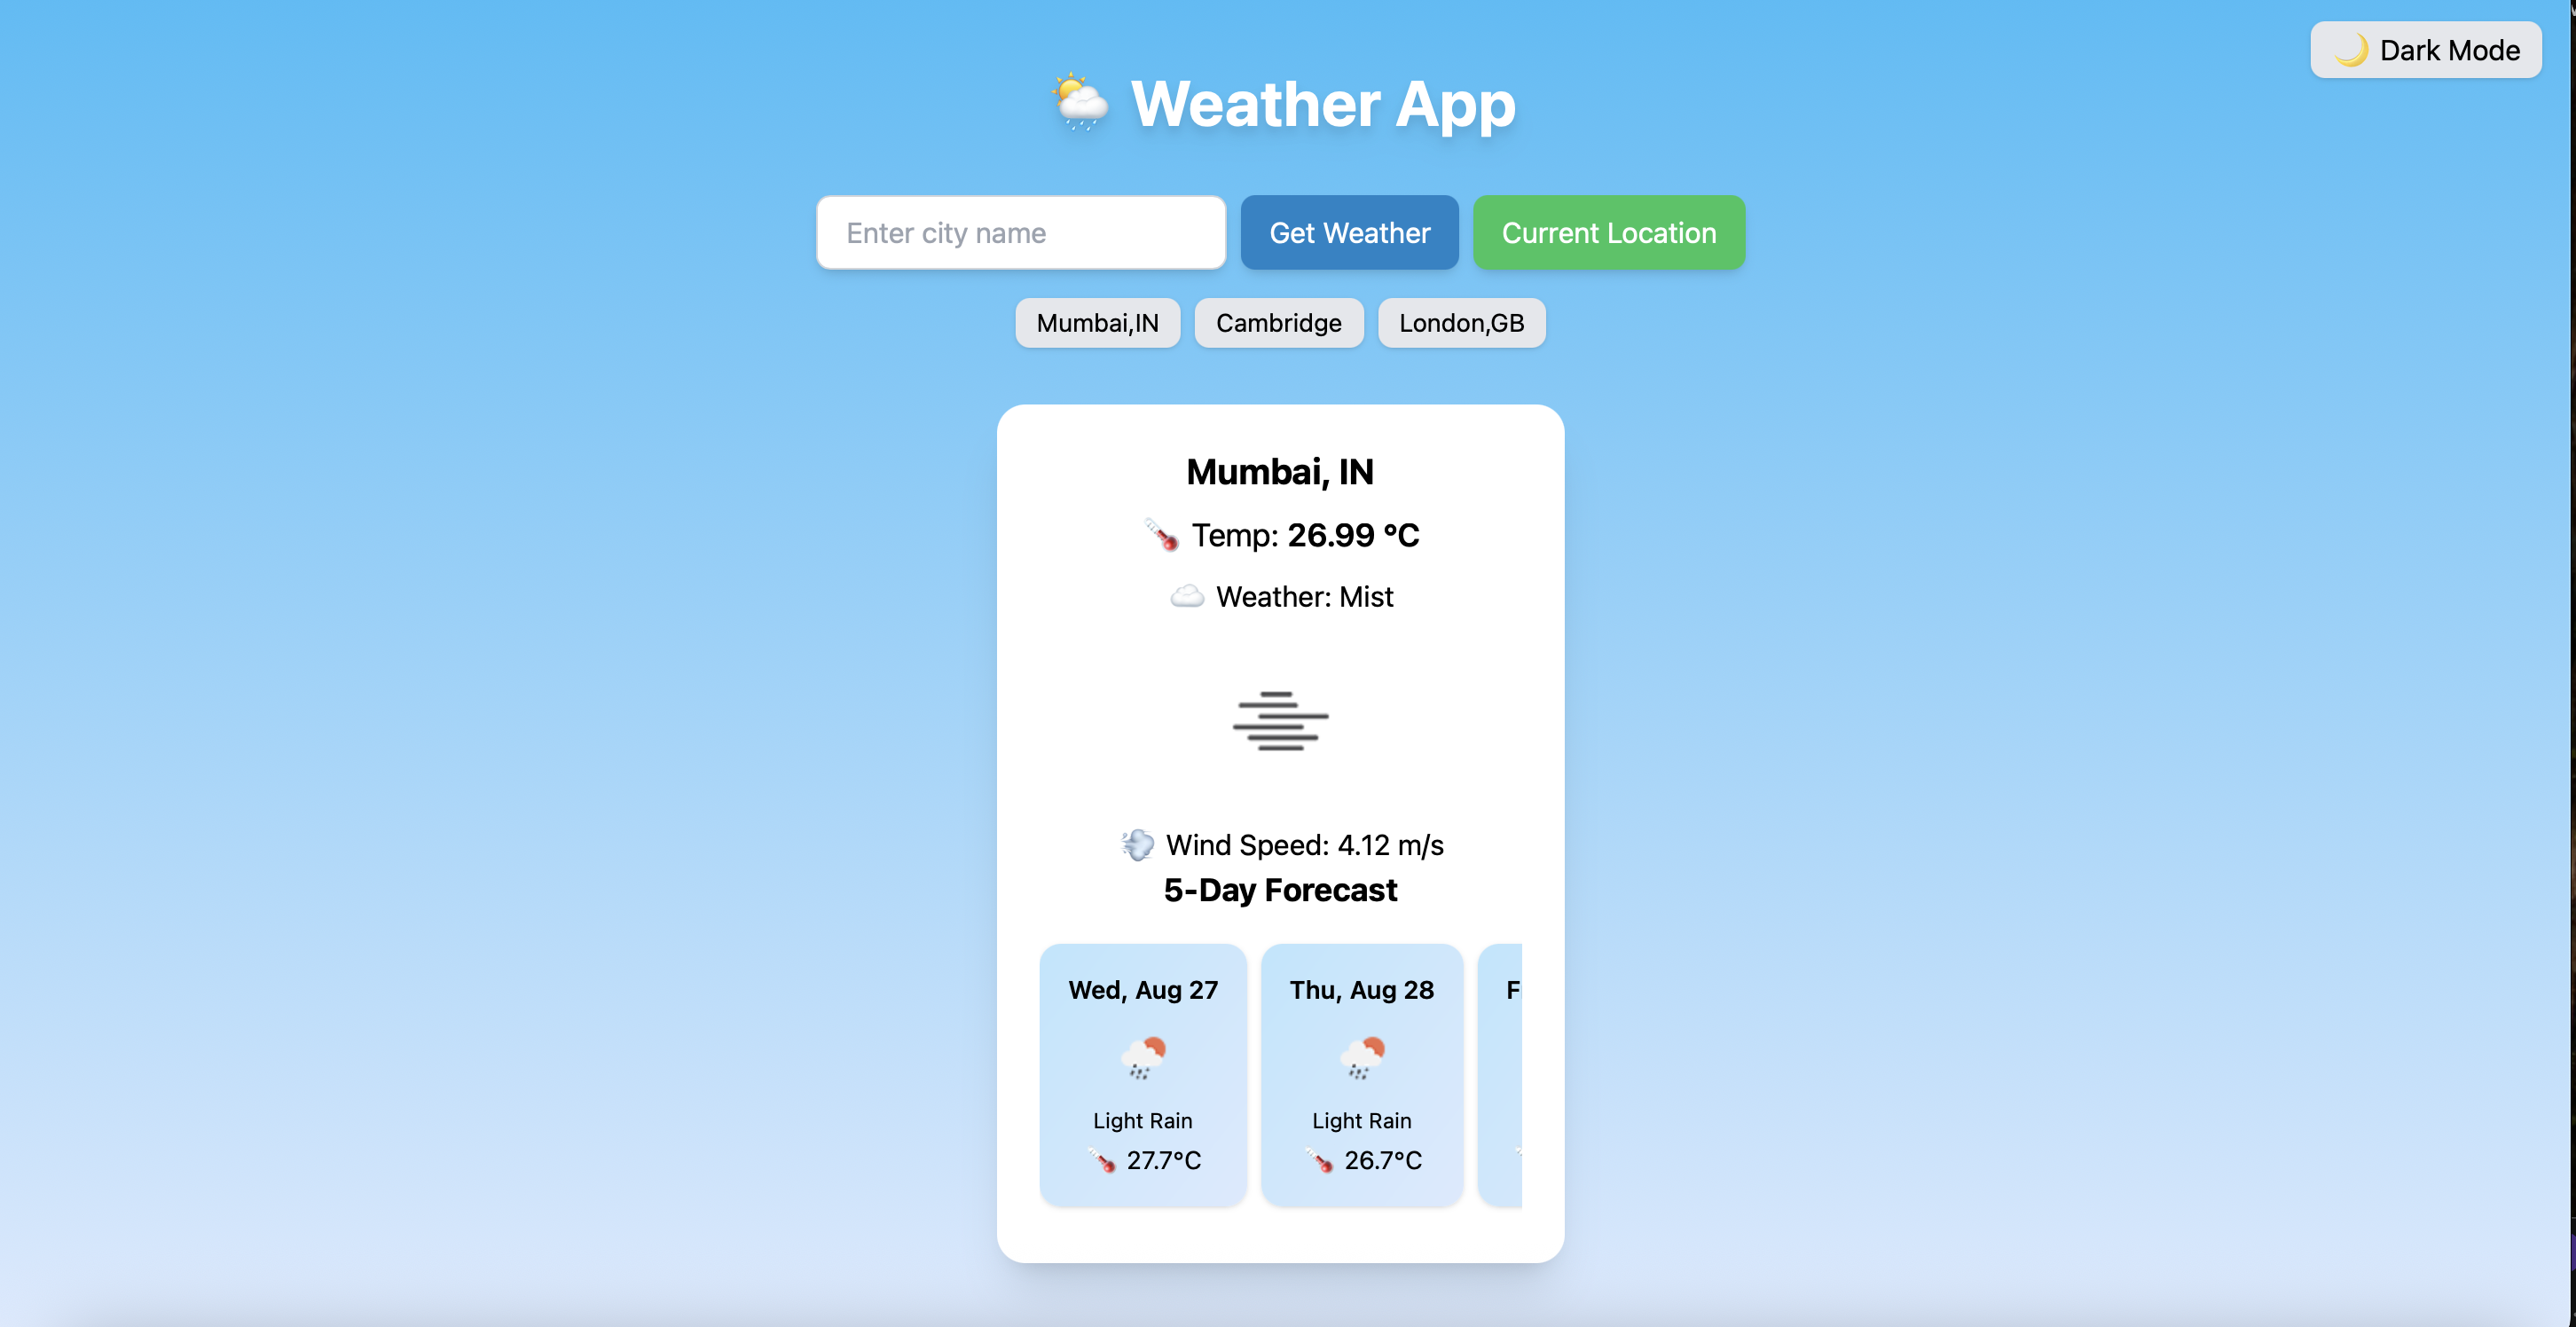 Dark Mode
Weather App
Enter city name
Get Weather
Current Location
Mumbai,IN
Cambridge
London,GB
Mumbai, IN
Temp: 26.99 °C
Weather: Mist
Wind Speed: 4.12 m/s
5-Day Forecast
Wed, Aug 27
Light Rain
27.7°C
Thu, Aug 28
Light Rain
26.7°C